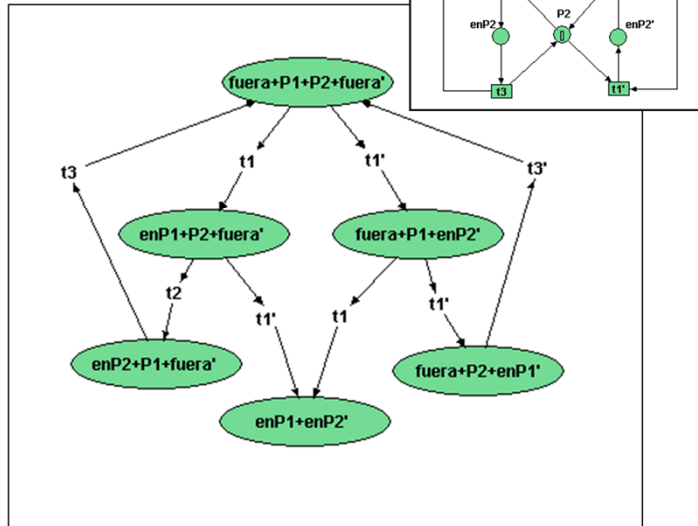 P2
enP2
enP2'
t3
t1'
fuera+P1+P2+fuera'
t1
t1'
t3
t3'
enP1+P2+fuera'
fuera+P1+enP2'
t2
t1'
t1
t1'
enP2+P1+fuera'
fuera+P2+enP1'
enP1+enP2'